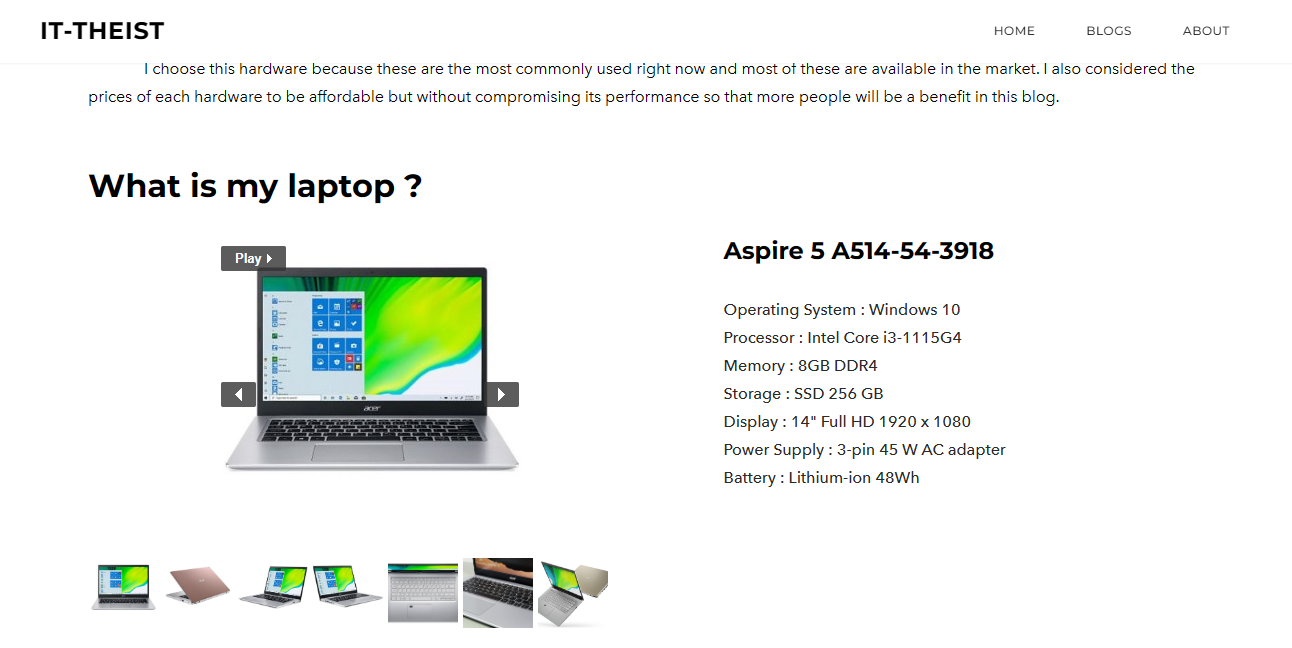 IT-THEIST
HOME
BLOGS
ABOUT
I choose this hardware because these are the most commonly used right now and most of these are available in the market. I also considered the
prices of each hardware to be affordable but without compromising its performance so that more people will be a benefit in this blog.
What is my laptop ?
Play
acer
Aspire 5 A514-54-3918
Operating System : Windows 10
Processor : Intel Core i3-1115G4
Memory : 8GB DDR4
Storage : SSD 256 GB
Display : 14" Full HD 1920 x 1080
Power Supply : 3-pin 45 W AC adapter
Battery : Lithium-ion 48Wh